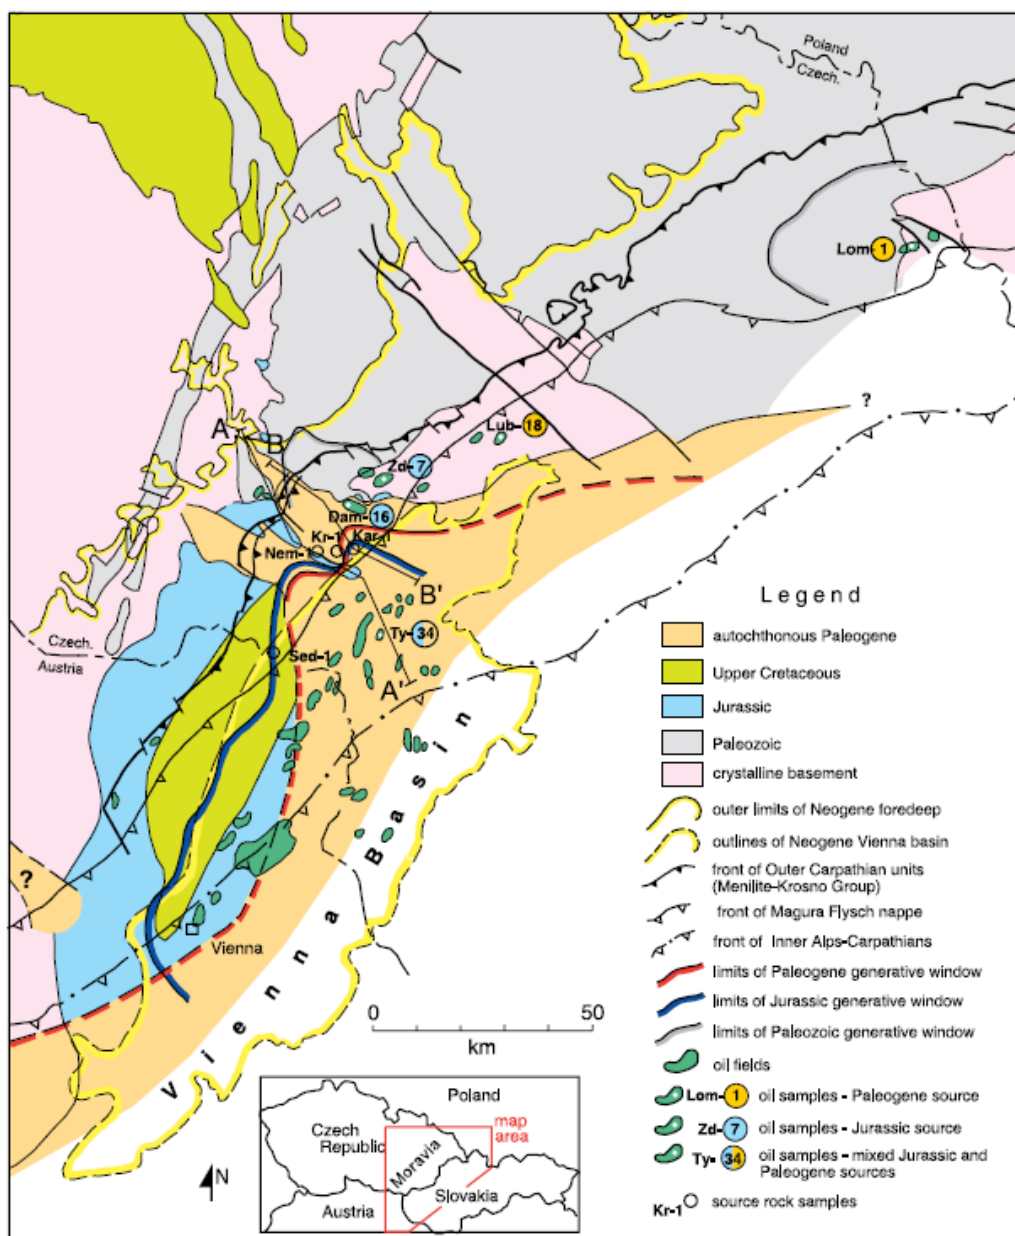 Poland
Czech.
Lom-1
A
B
Lub-18
Zd-7
?
Dam-16
Kr-1
Kar-1
Nem-1
B'
Ty-34
Czech.
Austria
Sed-1
A'
?
Vienna
Vienna Basin
0 50
km
N
Legend
autochthonous Paleogene
Upper Cretaceous
Jurassic
Paleozoic
crystalline basement
outer limits of Neogene foredeep
outlines of Neogene Vienna basin
front of Outer Carpathian units
(Menilite-Krosno Group)
front of Magura Flysch nappe
front of Inner Alps-Carpathians
limits of Paleogene generative window
limits of Jurassic generative window
limits of Paleozoic generative window
oil fields
Lom-1 oil samples - Paleogene source
Zd-7 oil samples - Jurassic source
Ty-34 oil samples - mixed Jurassic and
Paleogene sources
Kr-1 source rock samples
Poland
map
area
Czech
Republic
Moravia
Slovakia
Austria